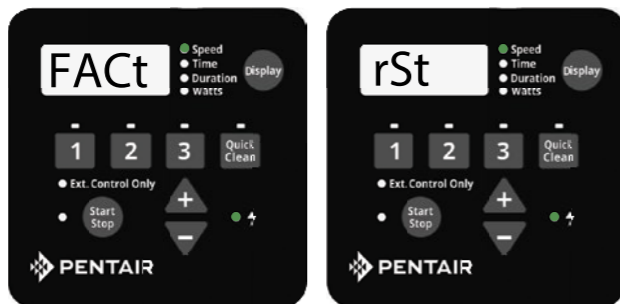 FACt
Speed
Time
Duration
Watts
Display
1 2 3 Quick Clean
Ext. Control Only
Start Stop
+
−
PENTAIR
rSt
Speed
Time
Duration
Watts
Display
1 2 3 Quick Clean
Ext. Control Only
Start Stop
+
−
PENTAIR